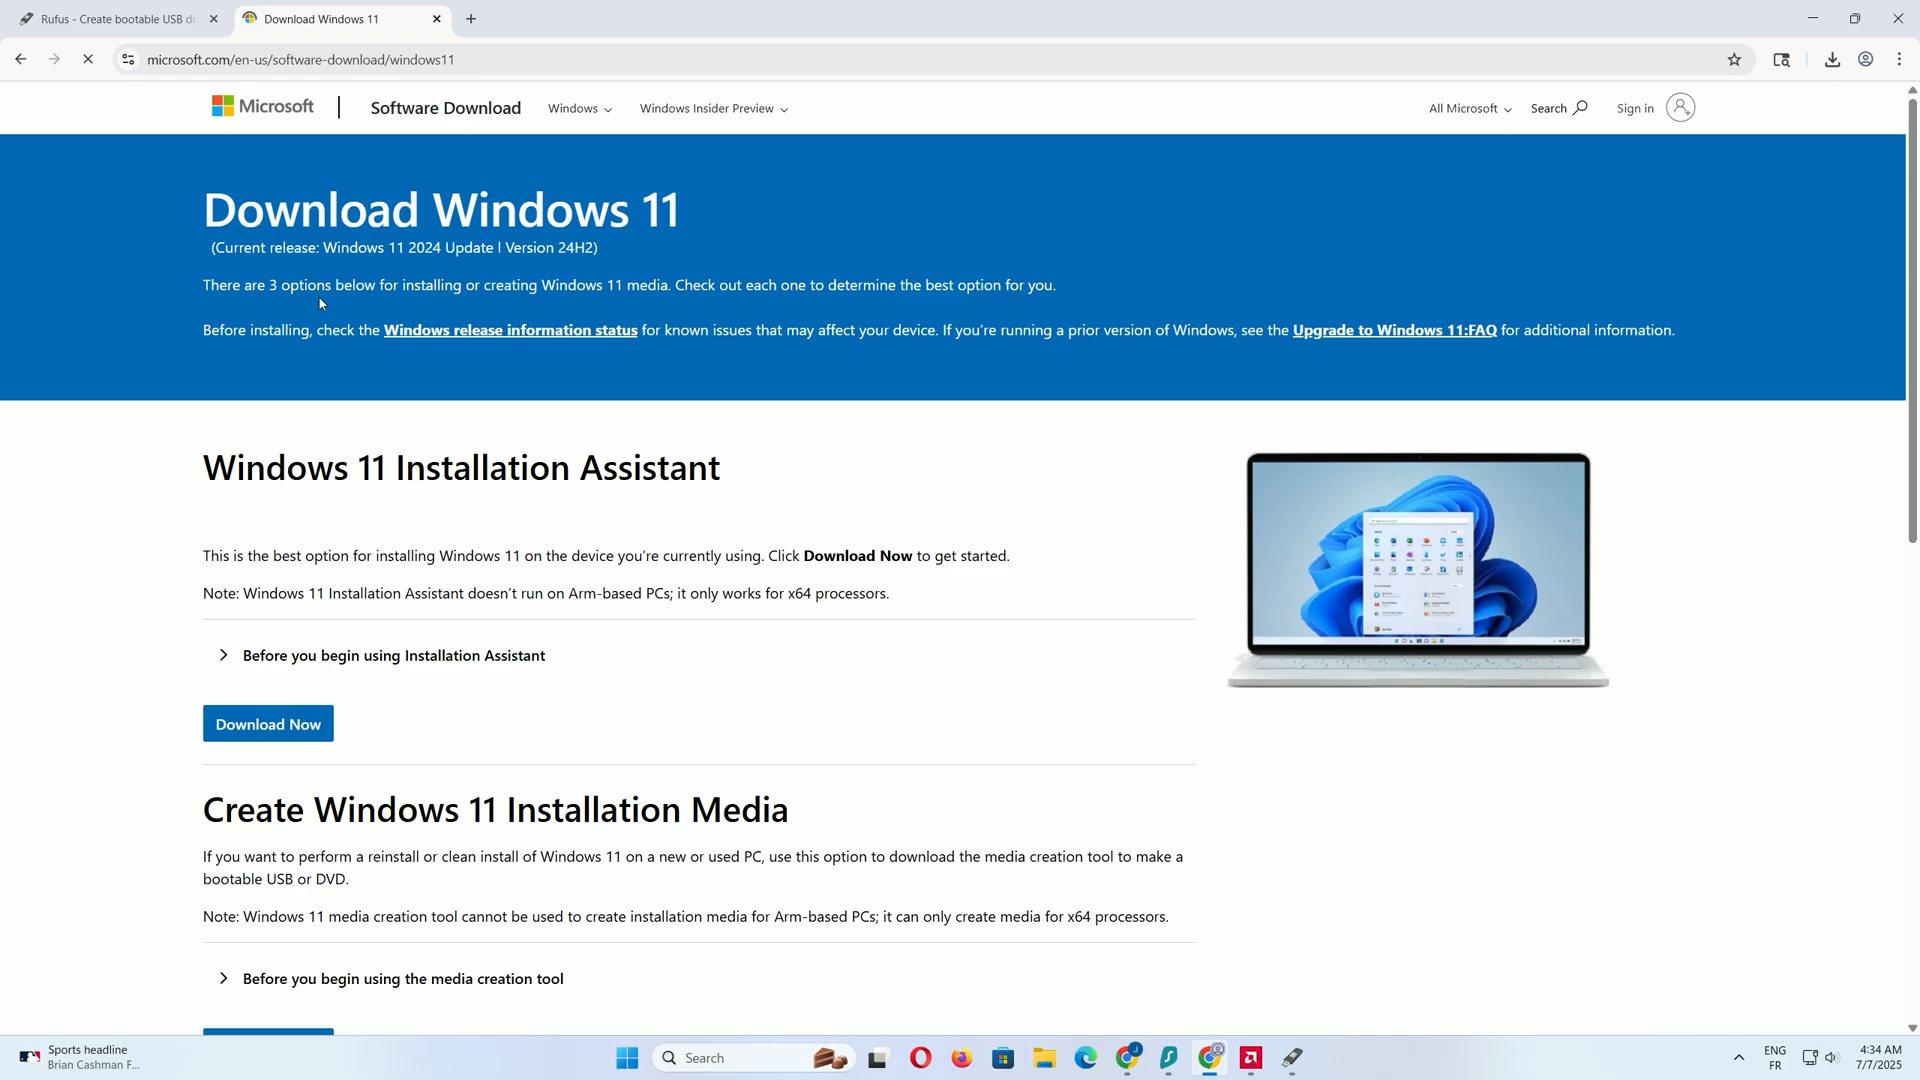 Rufus - Create bootable USB dr
Download Windows 11
microsoft.com/en-us/software-download/windows11
Microsoft
Software Download
Windows
Windows Insider Preview
All Microsoft
Search
Sign in
Download Windows 11
(Current release: Windows 11 2024 Update l Version 24H2)
There are 3 options below for installing or creating Windows 11 media. Check out each one to determine the best option for you.
Before installing, check the Windows release information status for known issues that may affect your device. If you're running a prior version of Windows, see the Upgrade to Windows 11:FAQ for additional information.
Windows 11 Installation Assistant
This is the best option for installing Windows 11 on the device you're currently using. Click Download Now to get started.
Note: Windows 11 Installation Assistant doesn't run on Arm-based PCs; it only works for x64 processors.
Before you begin using Installation Assistant
Download Now
Create Windows 11 Installation Media
If you want to perform a reinstall or clean install of Windows 11 on a new or used PC, use this option to download the media creation tool to make a
bootable USB or DVD.
Note: Windows 11 media creation tool cannot be used to create installation media for Arm-based PCs; it can only create media for x64 processors.
Before you begin using the media creation tool
Sports headline
Brian Cashman F...
Search
ENG
FR
4:34 AM
7/7/2025